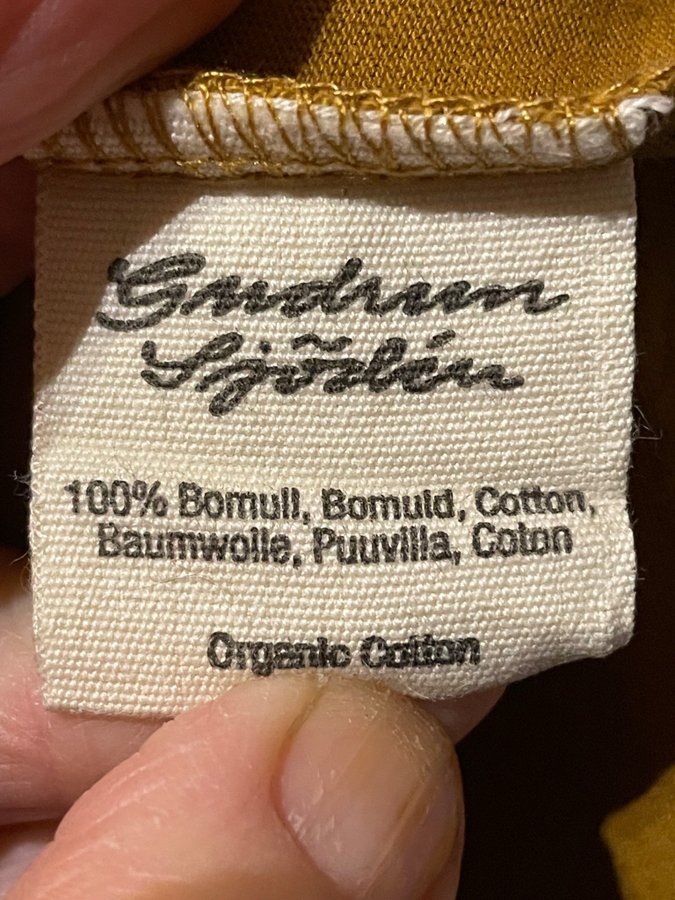 Gudrun
Sjödén
100% Bomull, Bomuld, Cotton,
Baumwolle, Puuvilla, Coton
Organic Cotton